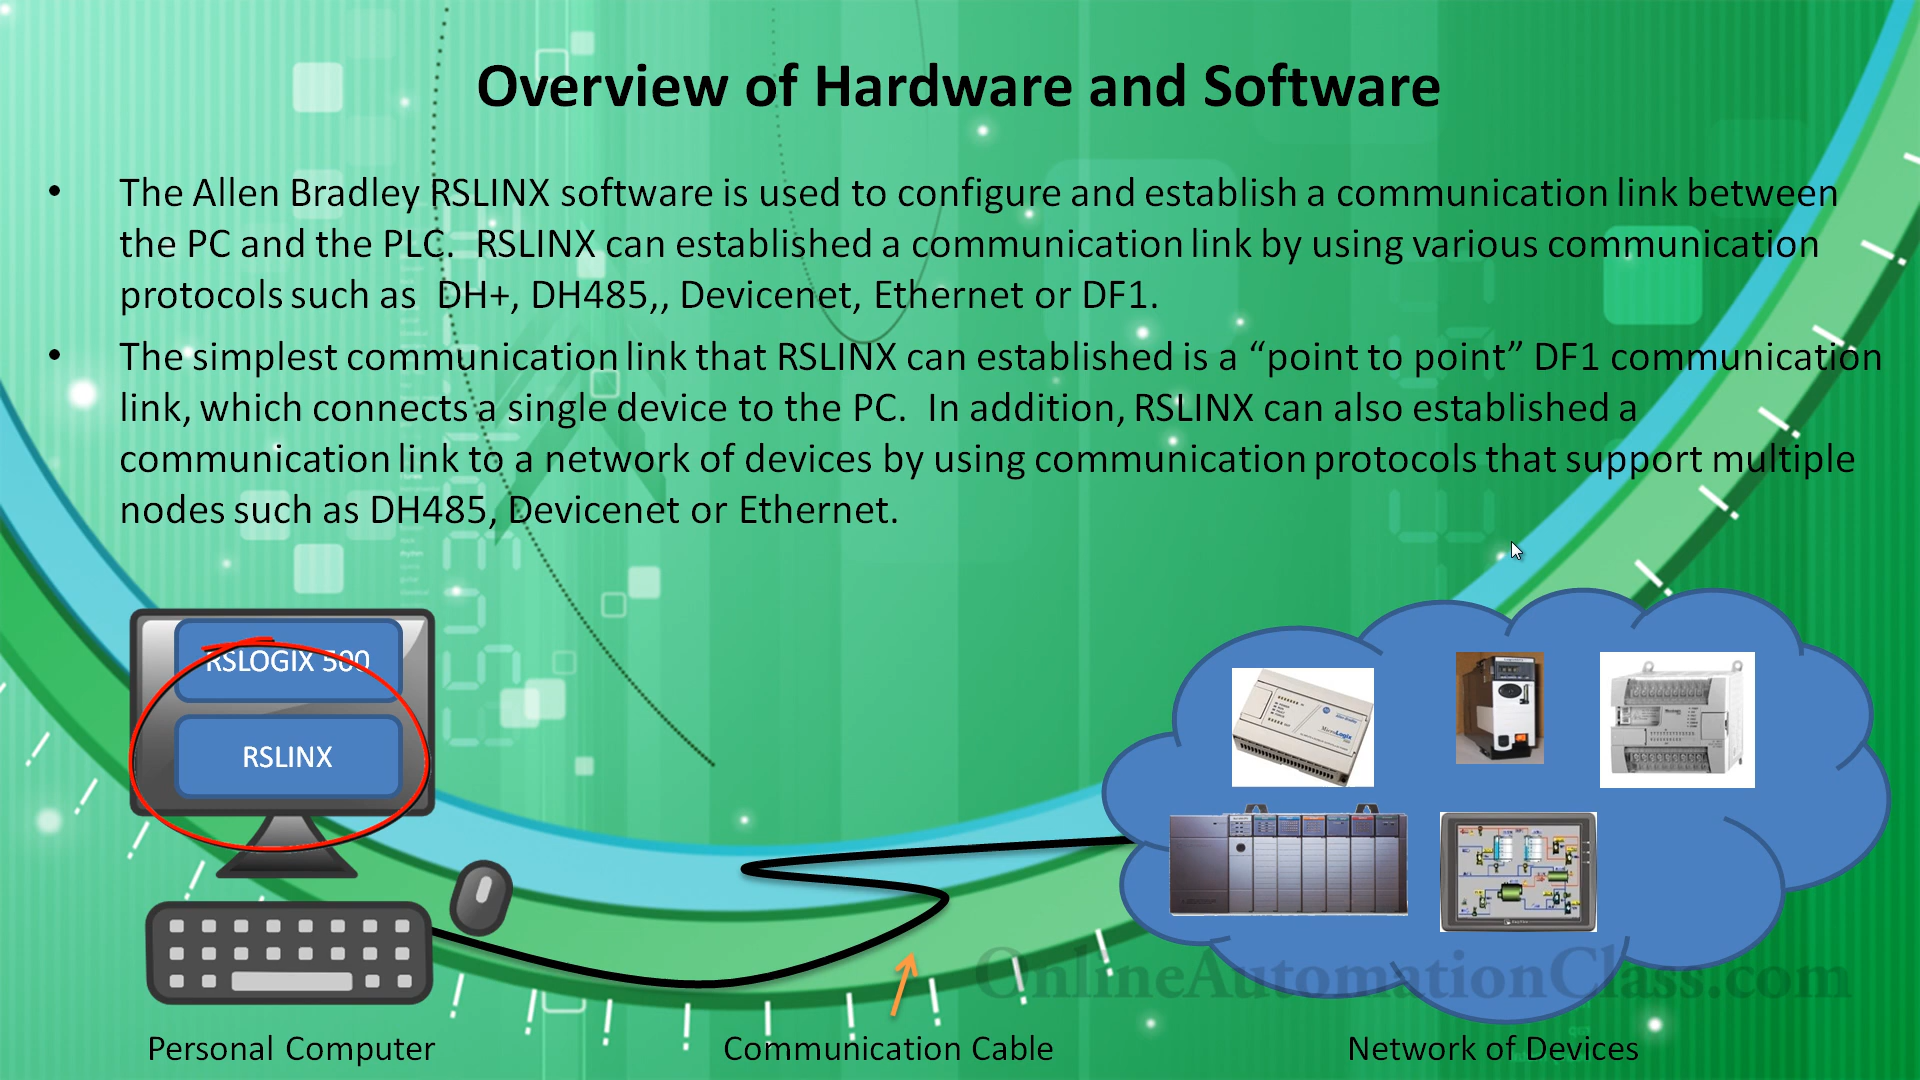 Overview of Hardware and Software
• The Allen Bradley RSLINX software is used to configure and establish a communication link between
the PC and the PLC.  RSLINX can established a communication link by using various communication
protocols such as  DH+, DH485,, Devicenet, Ethernet or DF1.
• The simplest communication link that RSLINX can established is a “point to point” DF1 communication
link, which connects a single device to the PC.  In addition, RSLINX can also established a
communication link to a network of devices by using communication protocols that support multiple
nodes such as DH485, Devicenet or Ethernet.
RSLOGIX 500
RSLINX
MicroLogix
OnlineAutomationClass.com
Personal Computer
Communication Cable
Network of Devices